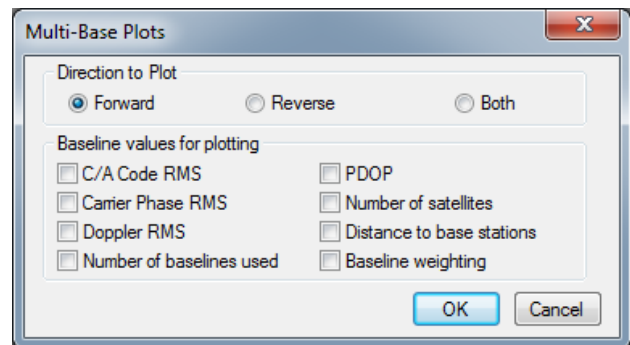 Multi-Base Plots
Direction to Plot
Forward Reverse Both
Baseline values for plotting
C/A Code RMS PDOP
Carrier Phase RMS Number of satellites
Doppler RMS Distance to base stations
Number of baselines used Baseline weighting
OK Cancel